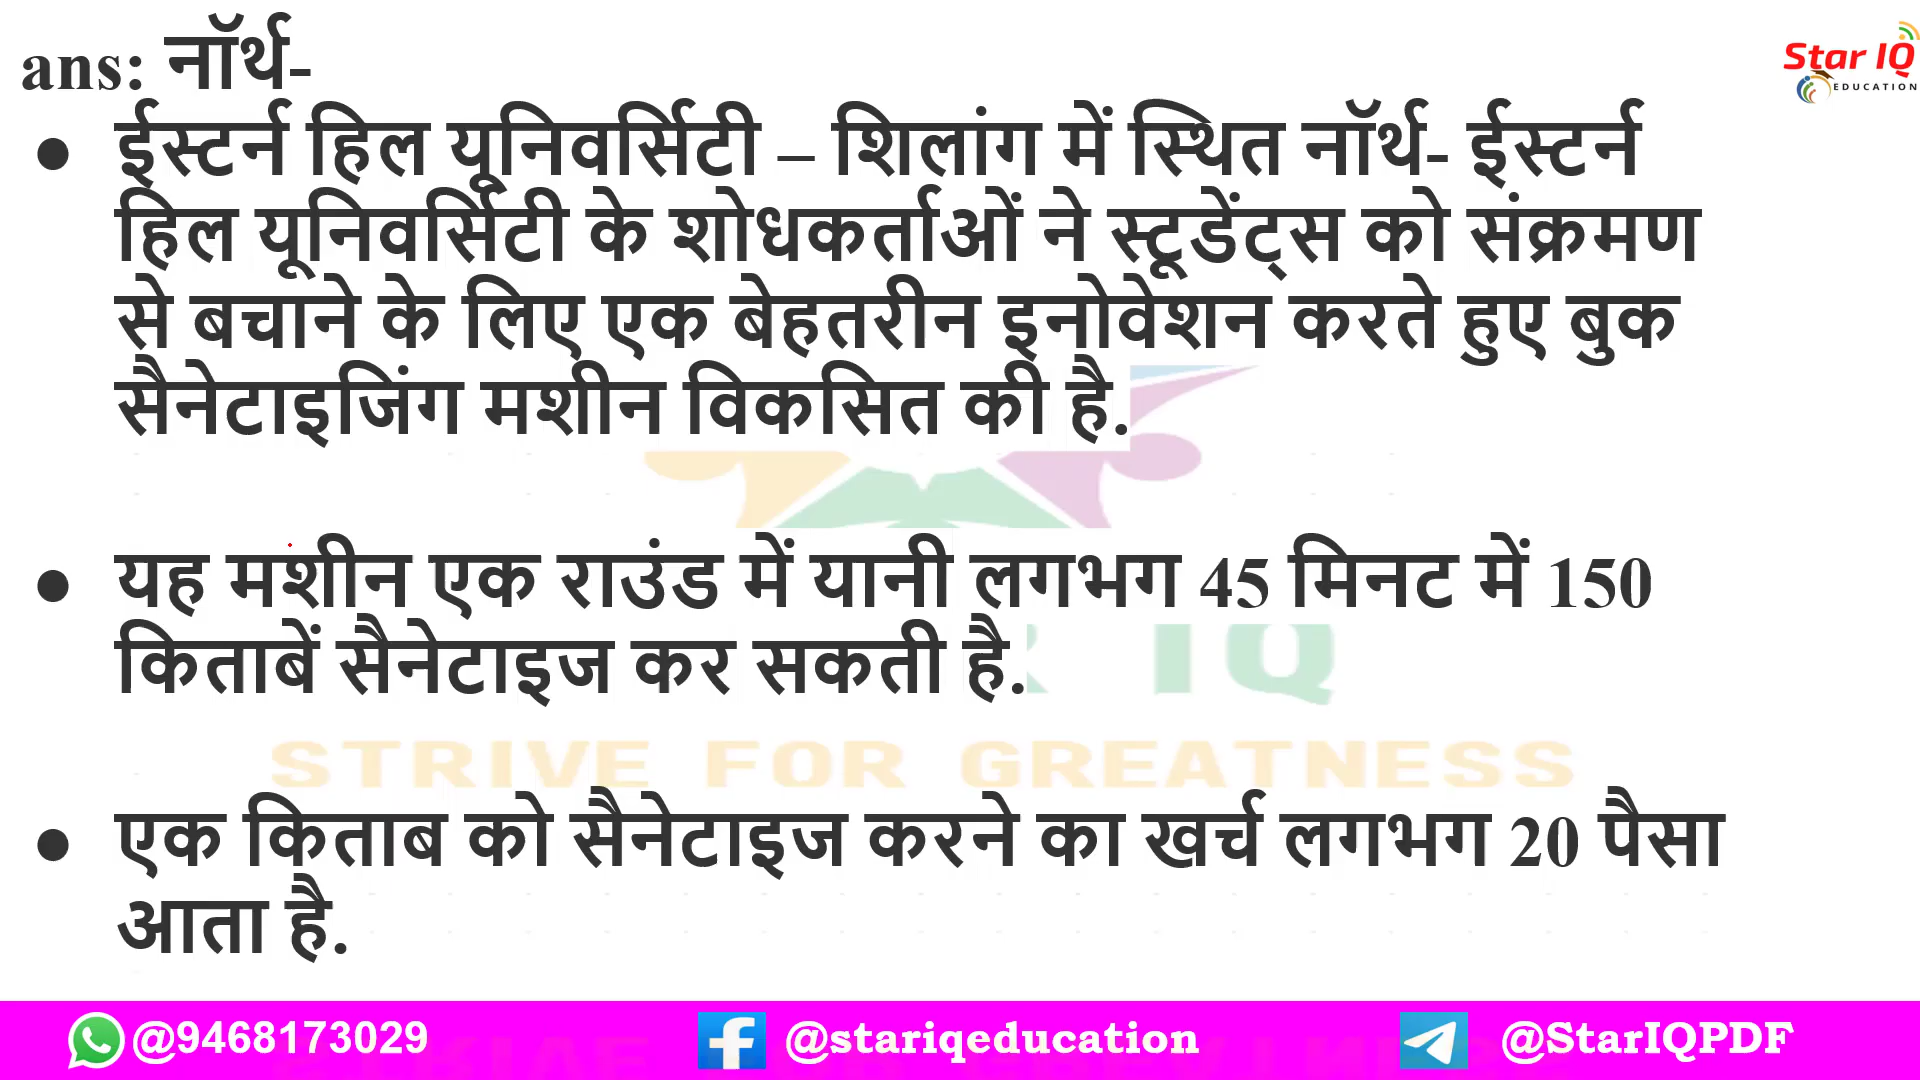 ans: नॉर्थ-
Star IQ
EDUCATION
● ईस्टर्न हिल यूनिवर्सिटी – शिलांग में स्थित नॉर्थ- ईस्टर्न
हिल यूनिवर्सिटी के शोधकर्ताओं ने स्टूडेंट्स को संक्रमण
से बचाने के लिए एक बेहतरीन इनोवेशन करते हुए बुक
सैनेटाइजिंग मशीन विकसित की है.
● यह मशीन एक राउंड में यानी लगभग 45 मिनट में 150
किताबें सैनेटाइज कर सकती है.
IQ
STRIVE FOR GREATNESS
● एक किताब को सैनेटाइज करने का खर्च लगभग 20 पैसा
आता है.
@9468173029 @stariqeducation @StarIQPDF